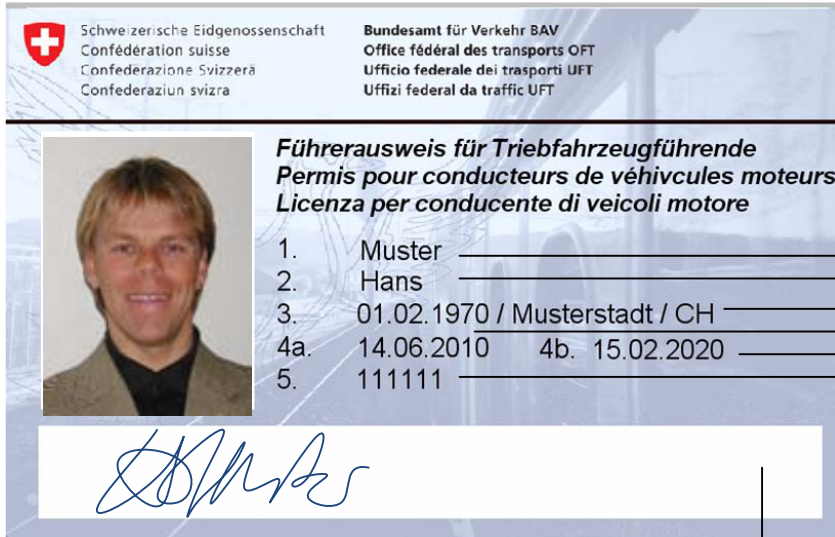 Schweizerische Eidgenossenschaft
Confédération suisse
Confederazione Svizzera
Confederaziun svizra
Bundesamt für Verkehr BAV
Office fédéral des transports OFT
Ufficio federale dei trasporti UFT
Uffizi federal da traffic UFT
Führerausweis für Triebfahrzeugführende
Permis pour conducteurs de véhivcules moteurs
Licenza per conducente di veicoli motore
1. Muster
2. Hans
3. 01.02.1970 / Musterstadt / CH
4a. 14.06.2010 4b. 15.02.2020
5. 111111